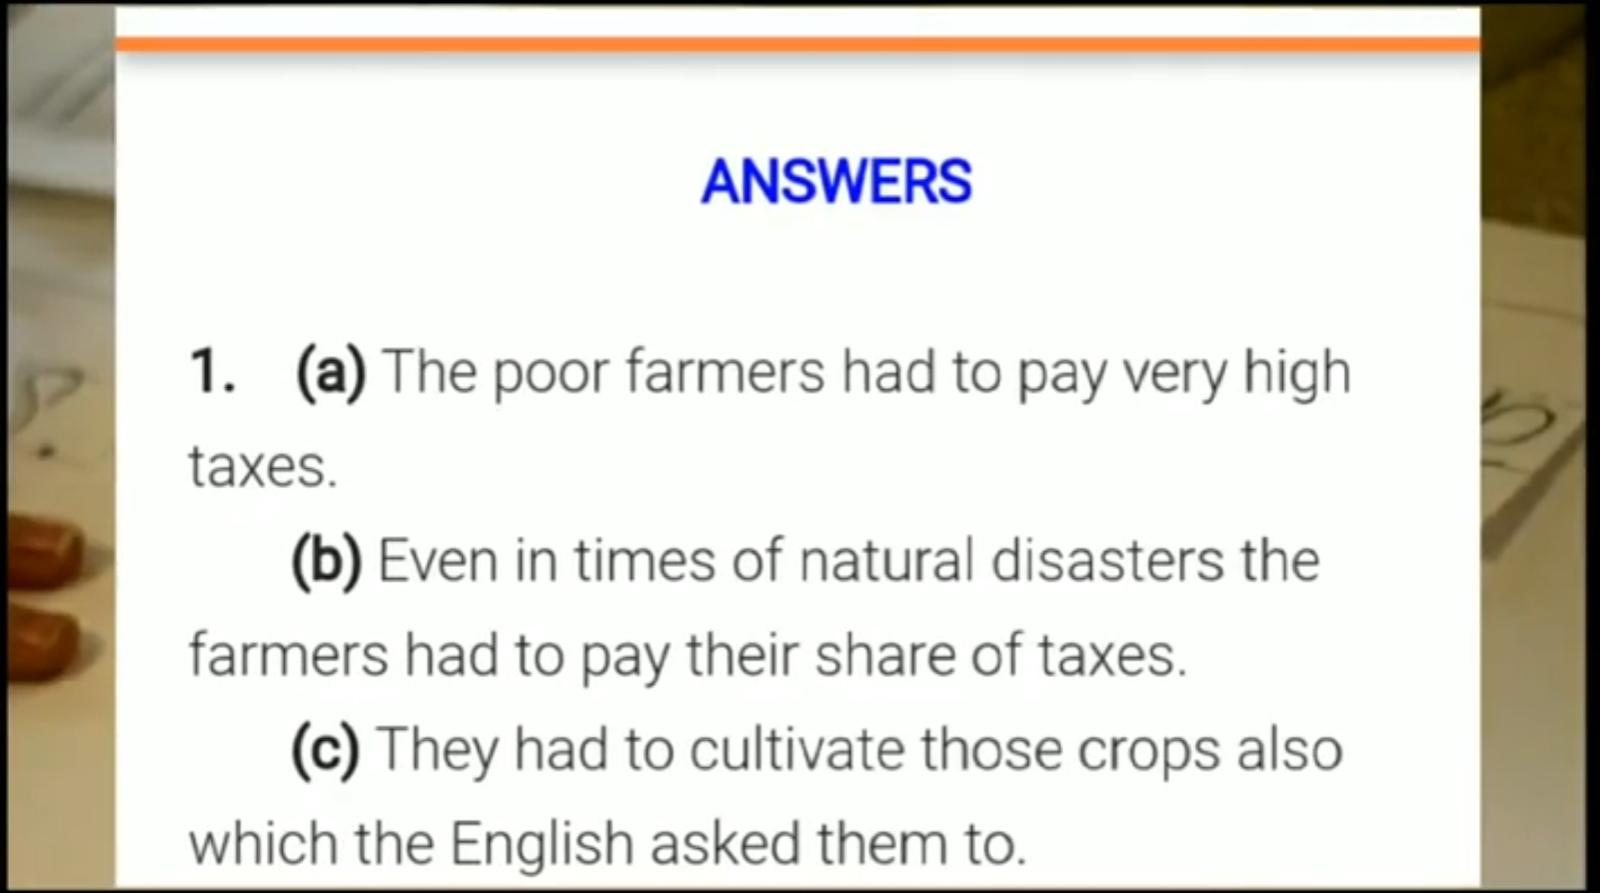 ANSWERS
1. (a) The poor farmers had to pay very high
taxes.
(b) Even in times of natural disasters the
farmers had to pay their share of taxes.
(c) They had to cultivate those crops also
which the English asked them to.